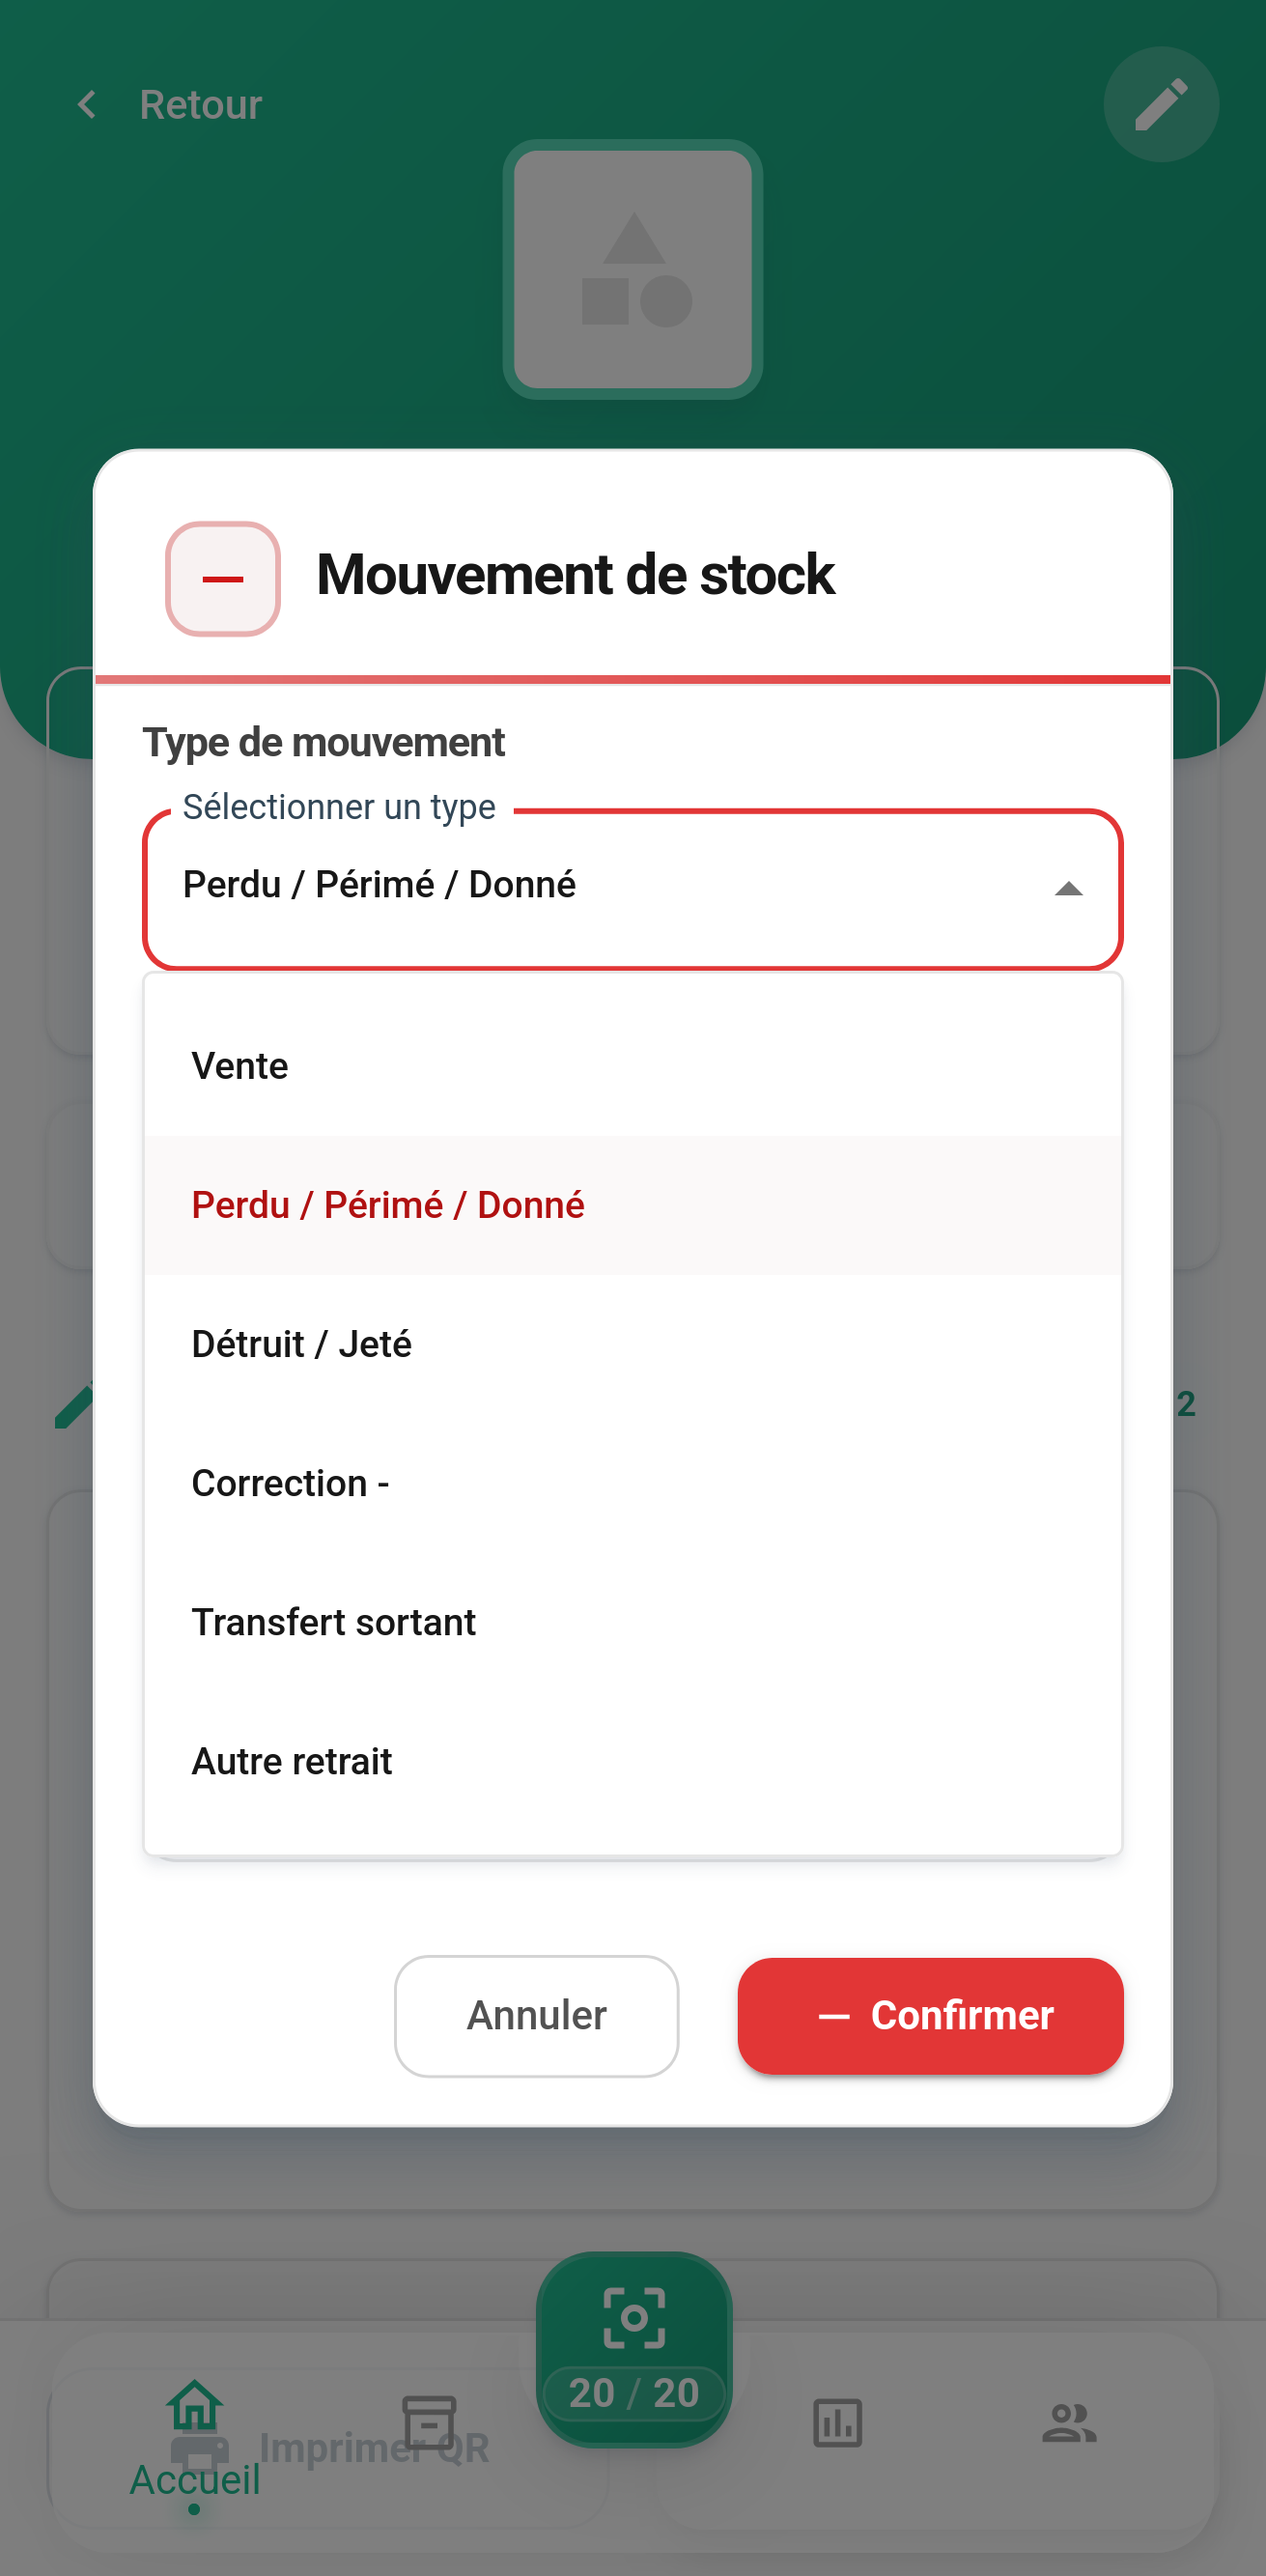 Retour
Mouvement de stock
Type de mouvement
Sélectionner un type
Perdu / Périmé / Donné
Vente
Perdu / Périmé / Donné
Détruit / Jeté
Correction -
Transfert sortant
Autre retrait
2
Annuler
Confirmer
20 / 20
Imprimer QR
Accueil